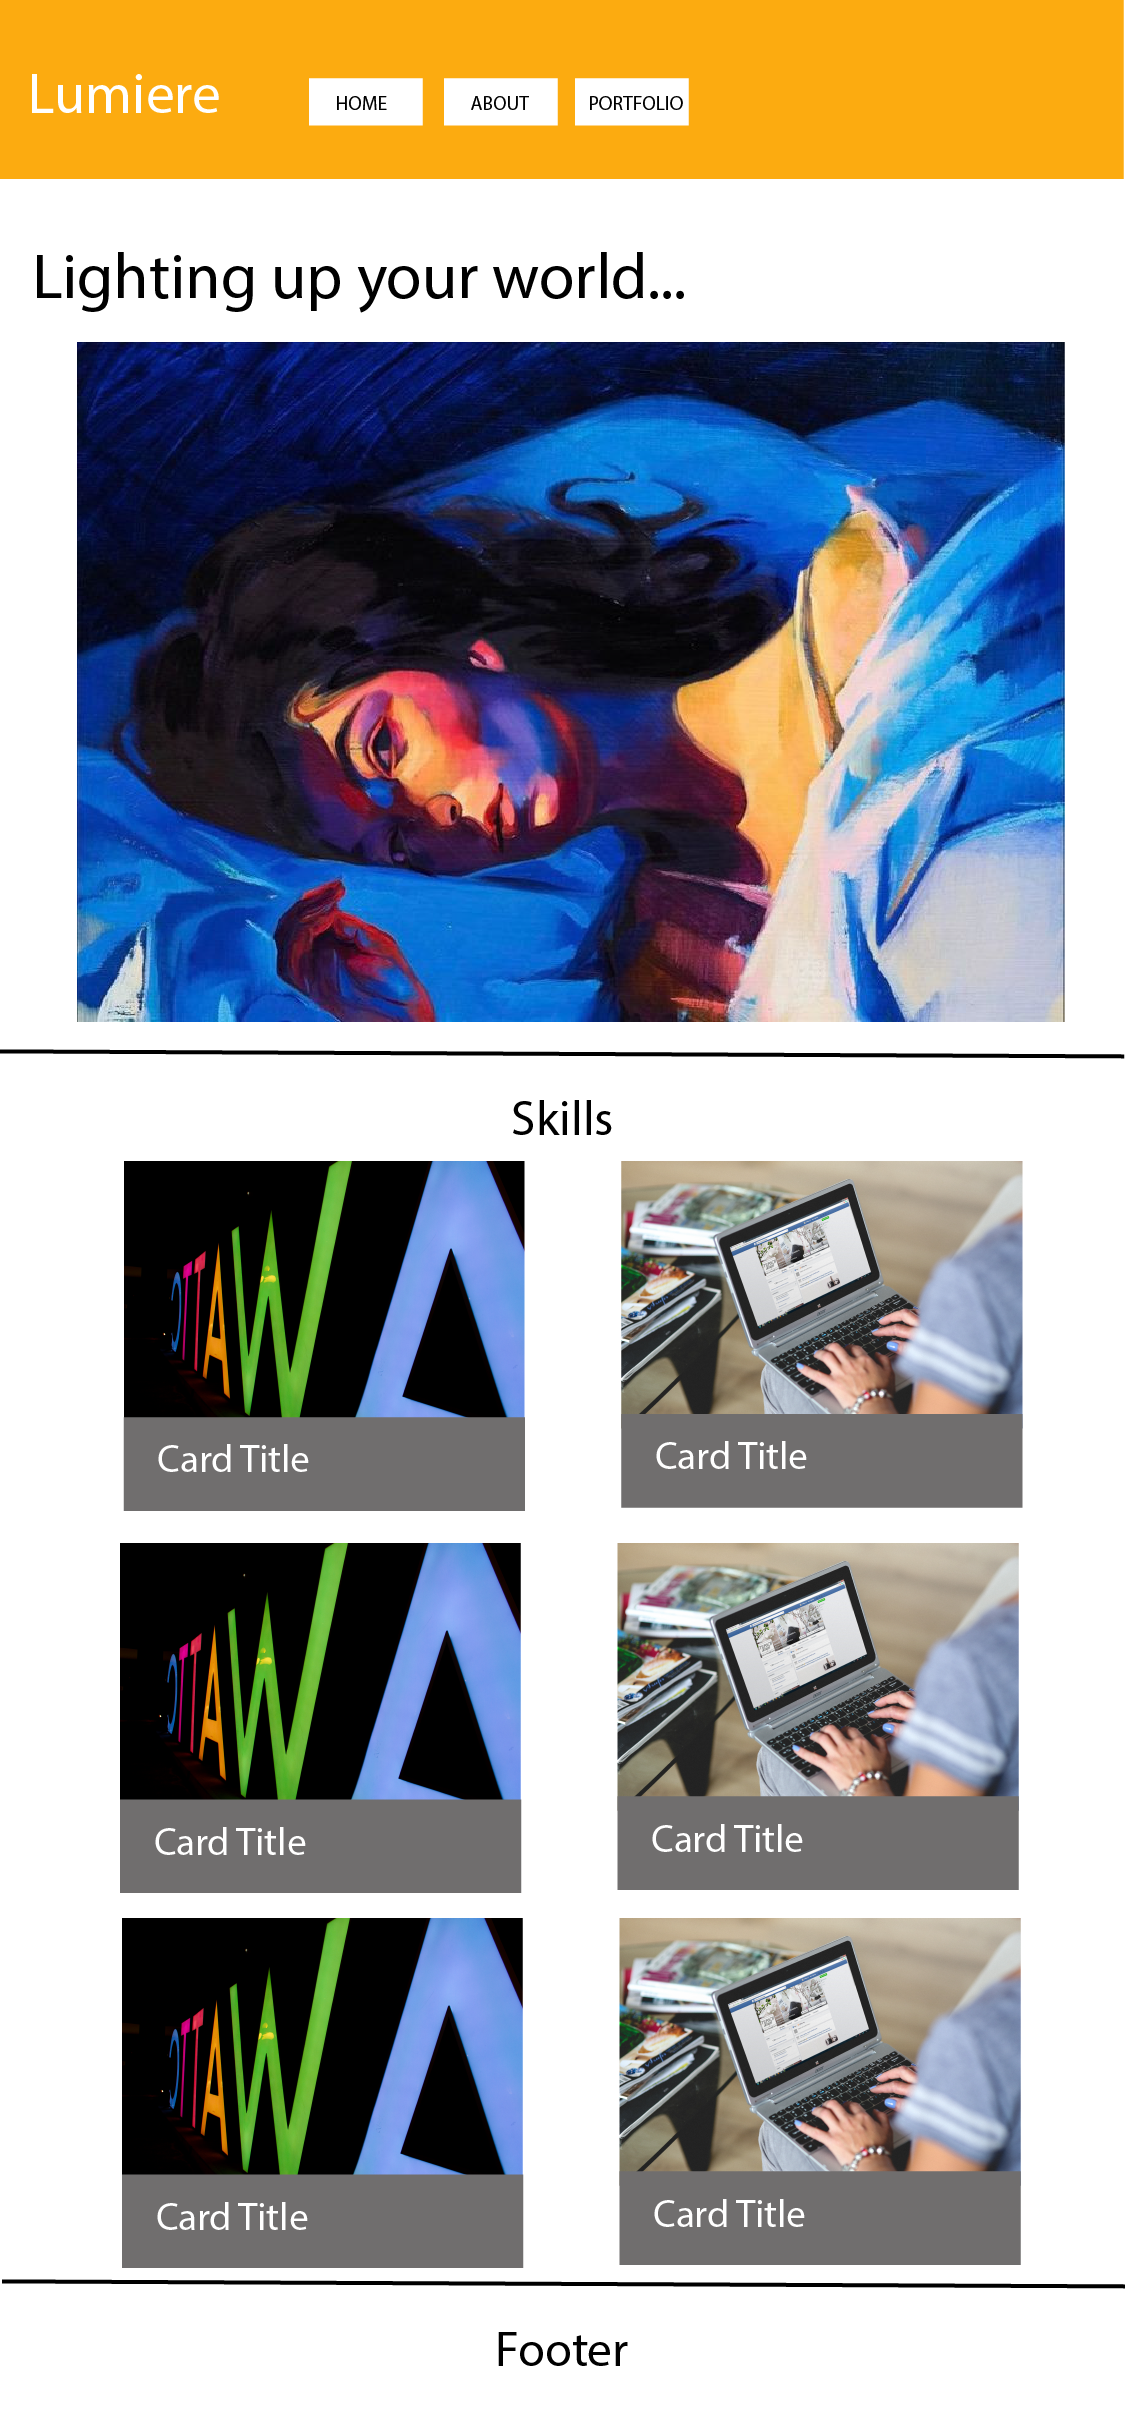 Lumiere
HOME
ABOUT
PORTFOLIO
Lighting up your world...
Skills
OTTAWA
Card Title
Card Title
OTTAWA
Card Title
Card Title
OTTAWA
Card Title
Card Title
Footer